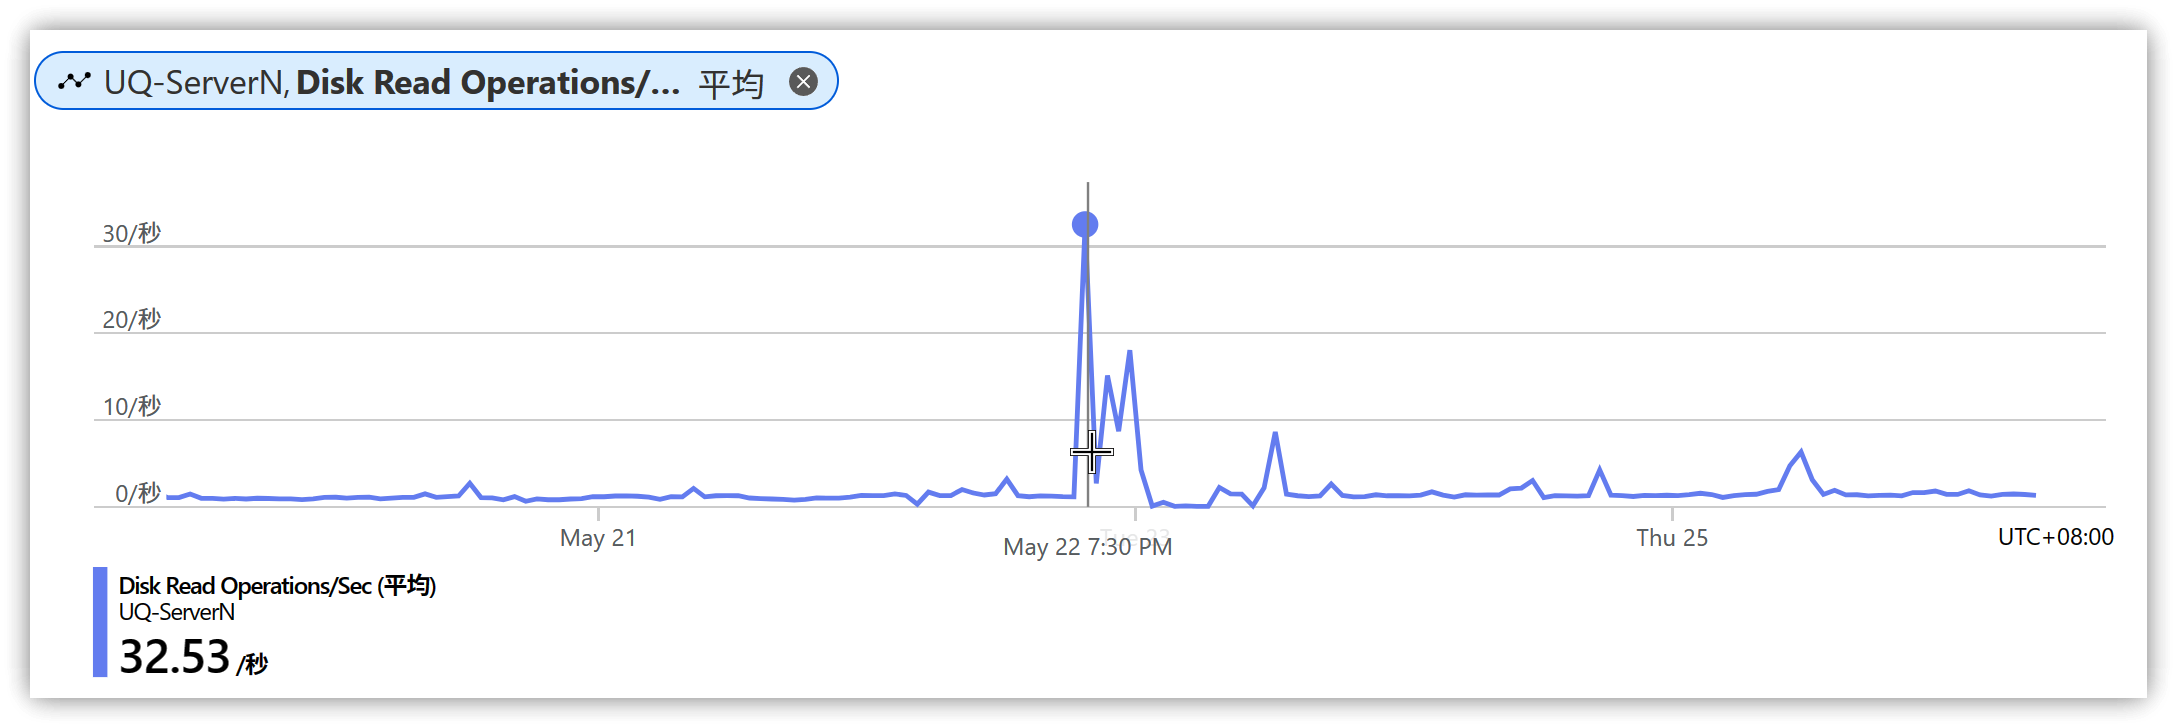 UQ-ServerN, Disk Read Operations/... 平均
30/秒
20/秒
10/秒
0/秒
May 21
Tue 23
May 22 7:30 PM
Thu 25
UTC+08:00
Disk Read Operations/Sec (平均)
UQ-ServerN
32.53 /秒